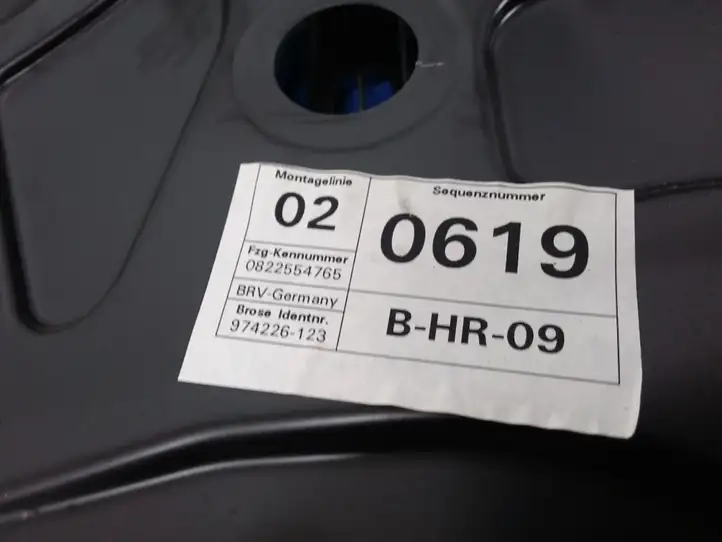 Montagelinie
02
Fzg-Kennummer
0822554765
BRV-Germany
Brose Identnr.
974226-123
Sequenznummer
0619
B-HR-09